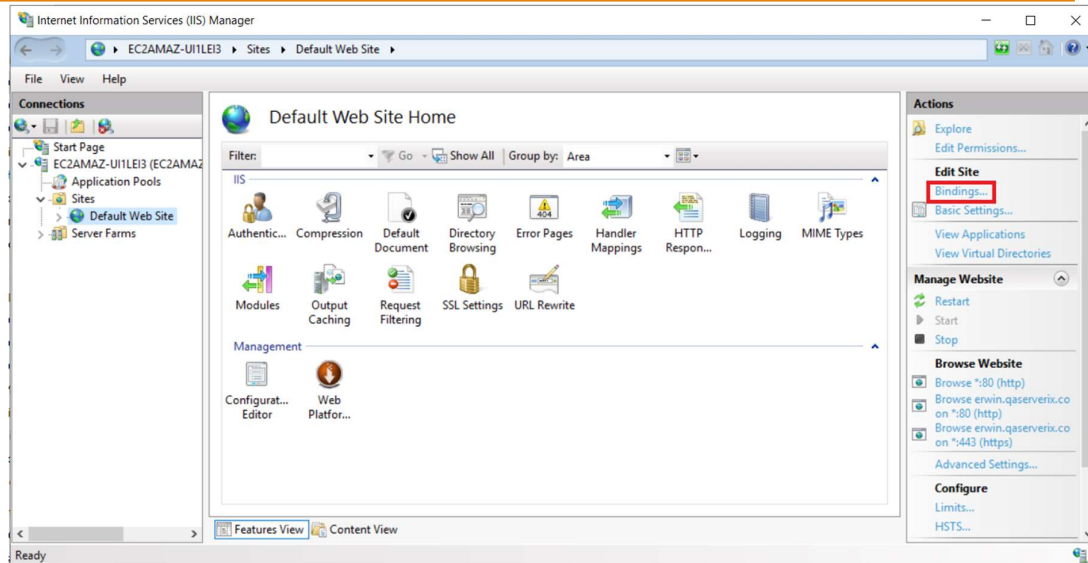 Internet Information Services (IIS) Manager
EC2AMAZ-UI1LEI3 Sites Default Web Site
File View Help
Connections
Start Page
EC2AMAZ-UI1LEI3 (EC2AMAZ
Application Pools
Sites
Default Web Site
Server Farms
Default Web Site Home
Filter: Go Show All Group by: Area
IIS
Authentic... Compression Default Document Directory Browsing Error Pages Handler Mappings HTTP Respon... Logging MIME Types
Modules Output Caching Request Filtering SSL Settings URL Rewrite
Management
Configurat... Editor Web Platfor...
Features View Content View
Actions
Explore
Edit Permissions...
Edit Site
Bindings...
Basic Settings...
View Applications
View Virtual Directories
Manage Website
Restart
Start
Stop
Browse Website
Browse *:80 (http)
Browse erwin.qaserverix.co
on *:80 (http)
Browse erwin.qaserverix.co
on *:443 (https)
Advanced Settings...
Configure
Limits...
HSTS...
Ready